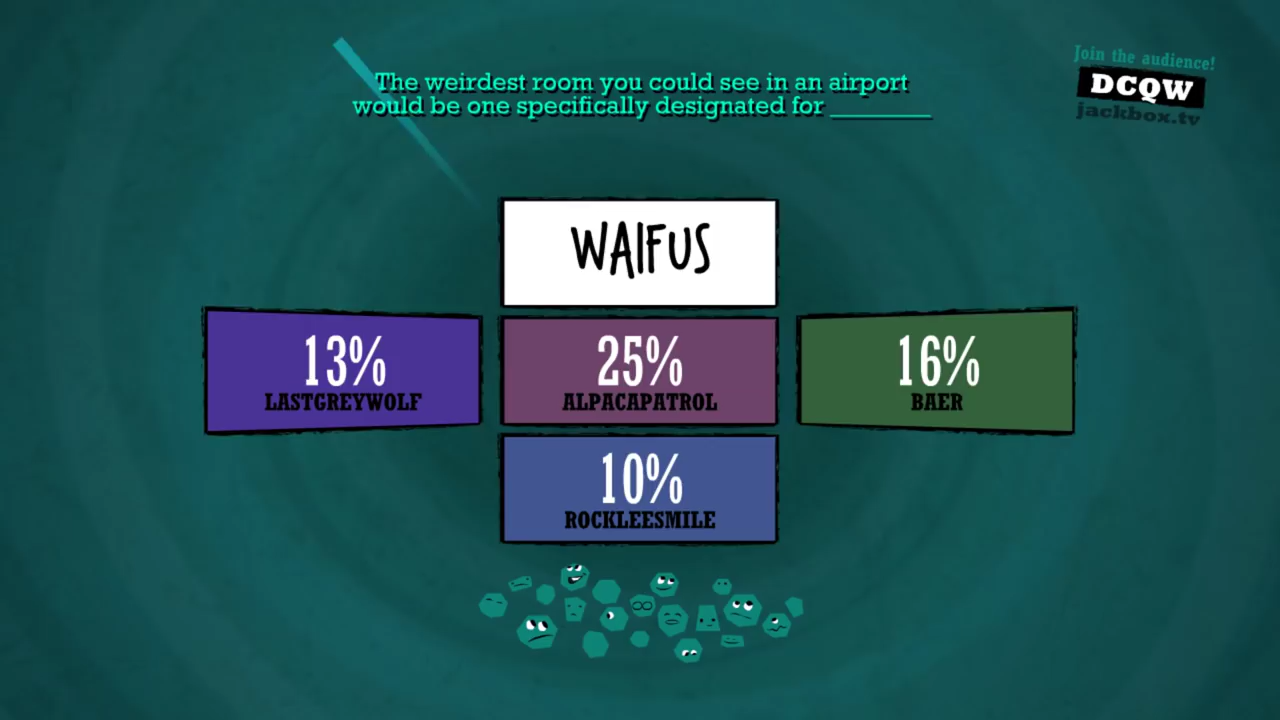 The weirdest room you could see in an airport
would be one specifically designated for __________
Join the audience!
DCQW
jackbox.tv
WAIFUS
13%
LASTGREYWOLF
25%
ALPACAPATROL
16%
BAER
10%
ROCKLEESMILE